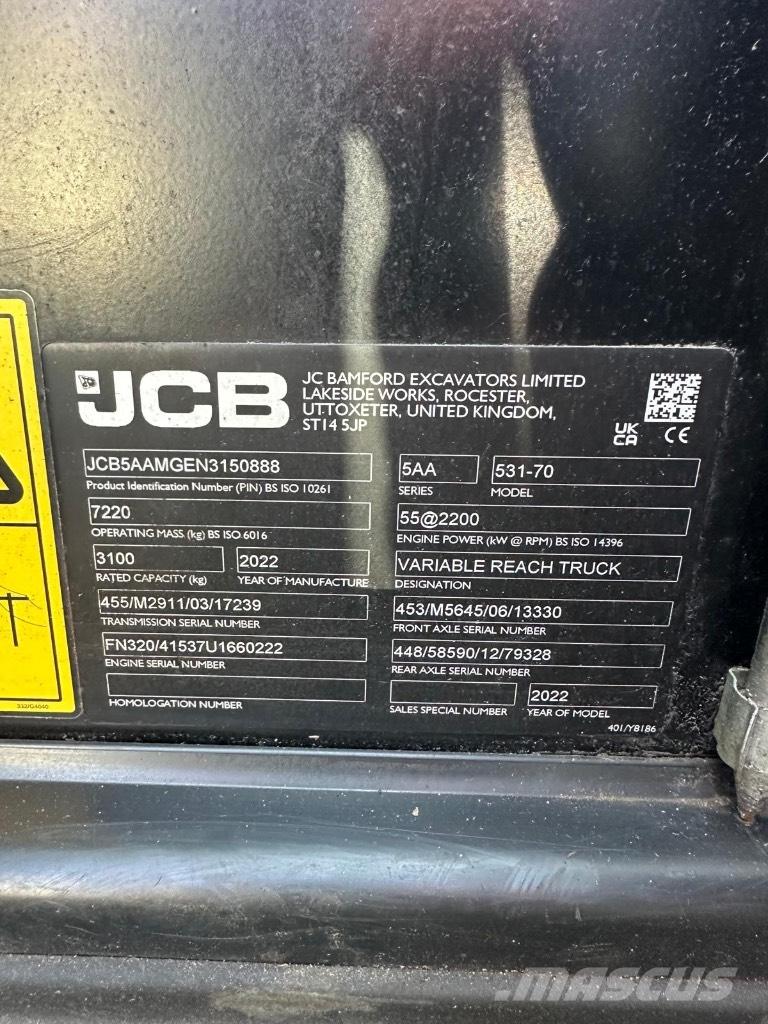 JCB
JC BAMFORD EXCAVATORS LIMITED
LAKESIDE WORKS, ROCESTER,
UTTOXETER, UNITED KINGDOM,
ST14 5JP
UK
CA
CE
JCB5AAMGEN3150888
Product Identification Number (PIN) BS ISO 10261
5AA
SERIES
531-70
MODEL
7220
OPERATING MASS (kg) BS ISO 6016
55@2200
ENGINE POWER (kW @ RPM) BS ISO 14396
3100
RATED CAPACITY (kg)
2022
YEAR OF MANUFACTURE
VARIABLE REACH TRUCK
DESIGNATION
455/M2911/03/17239
TRANSMISSION SERIAL NUMBER
453/M5645/06/13330
FRONT AXLE SERIAL NUMBER
FN320/41537U1660222
ENGINE SERIAL NUMBER
448/58590/12/79328
REAR AXLE SERIAL NUMBER
HOMOLOGATION NUMBER
SALES SPECIAL NUMBER
2022
YEAR OF MODEL
401/Y8186
332/G4040
MASCUS